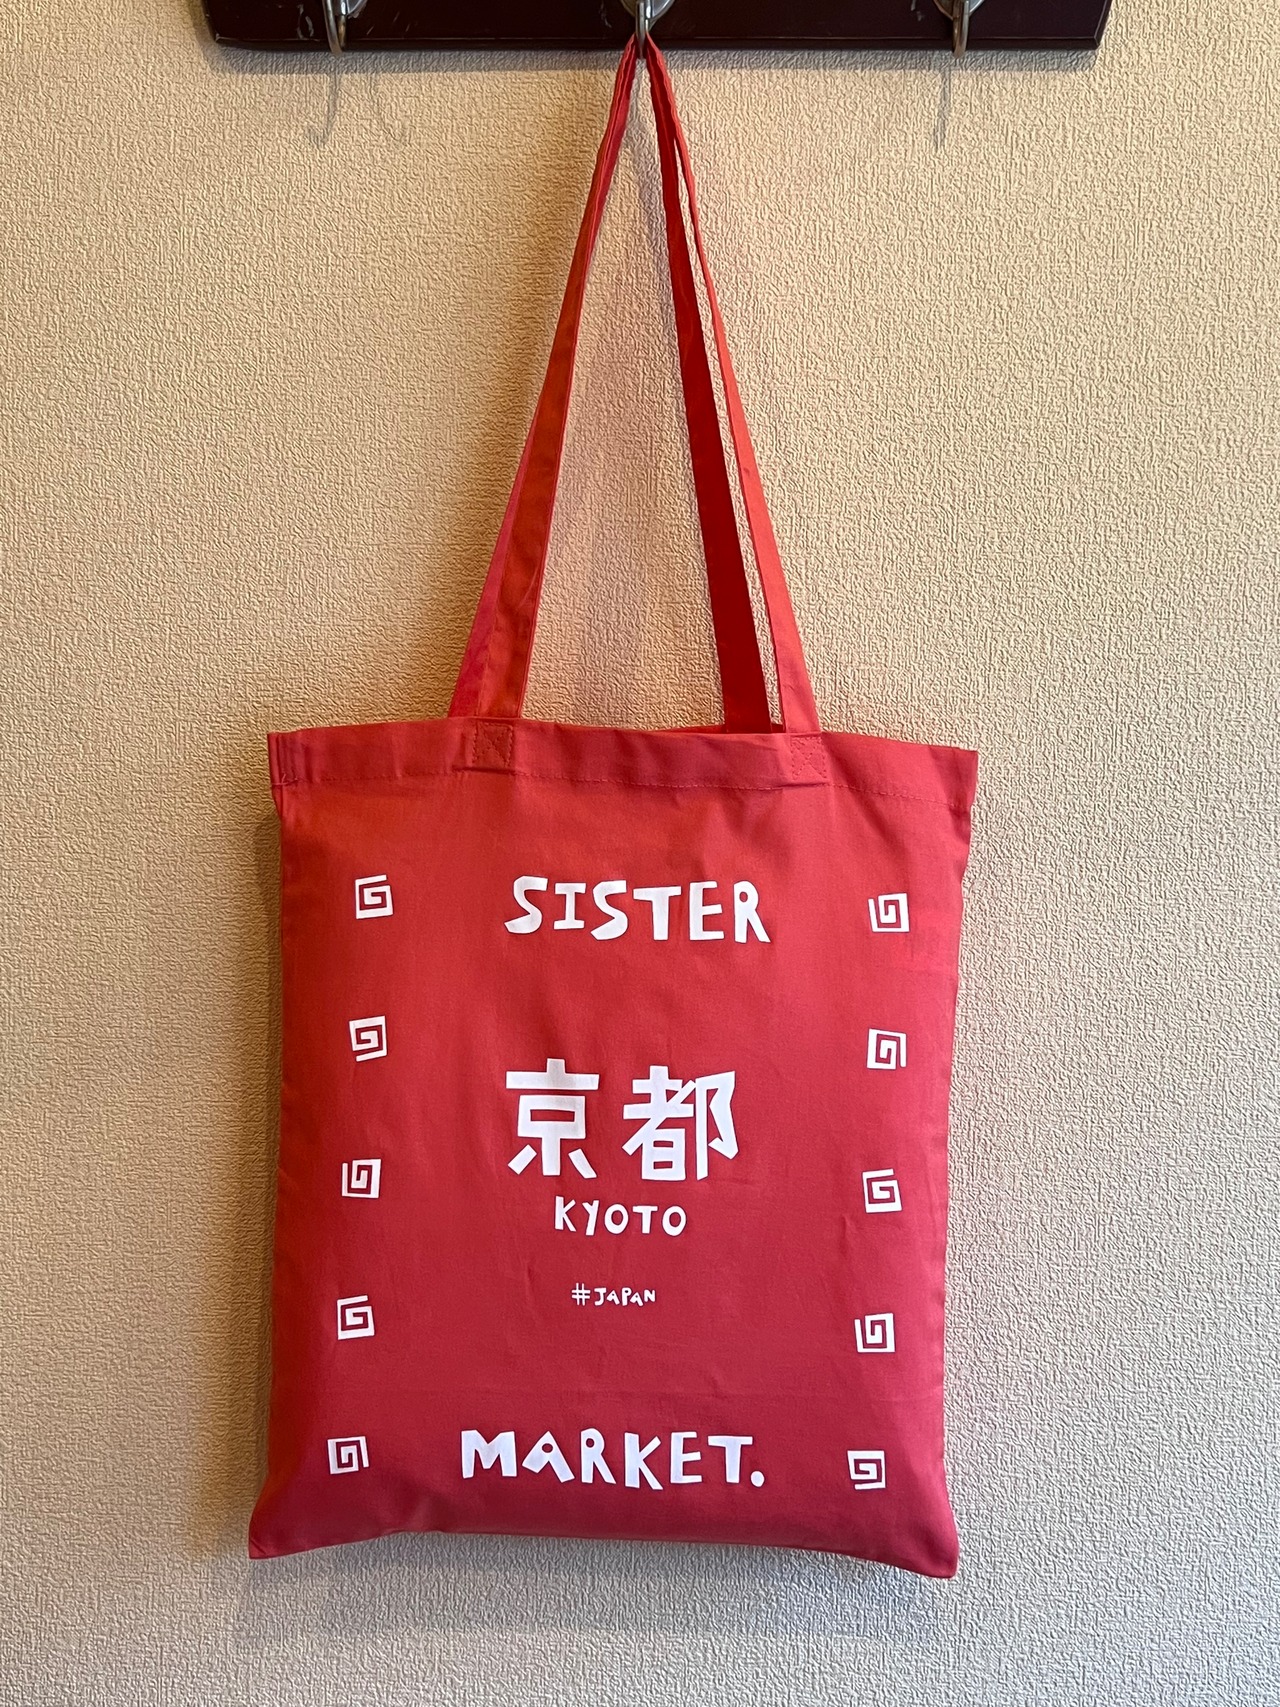 SISTER
京都
KYOTO
#JAPAN
MARKET.